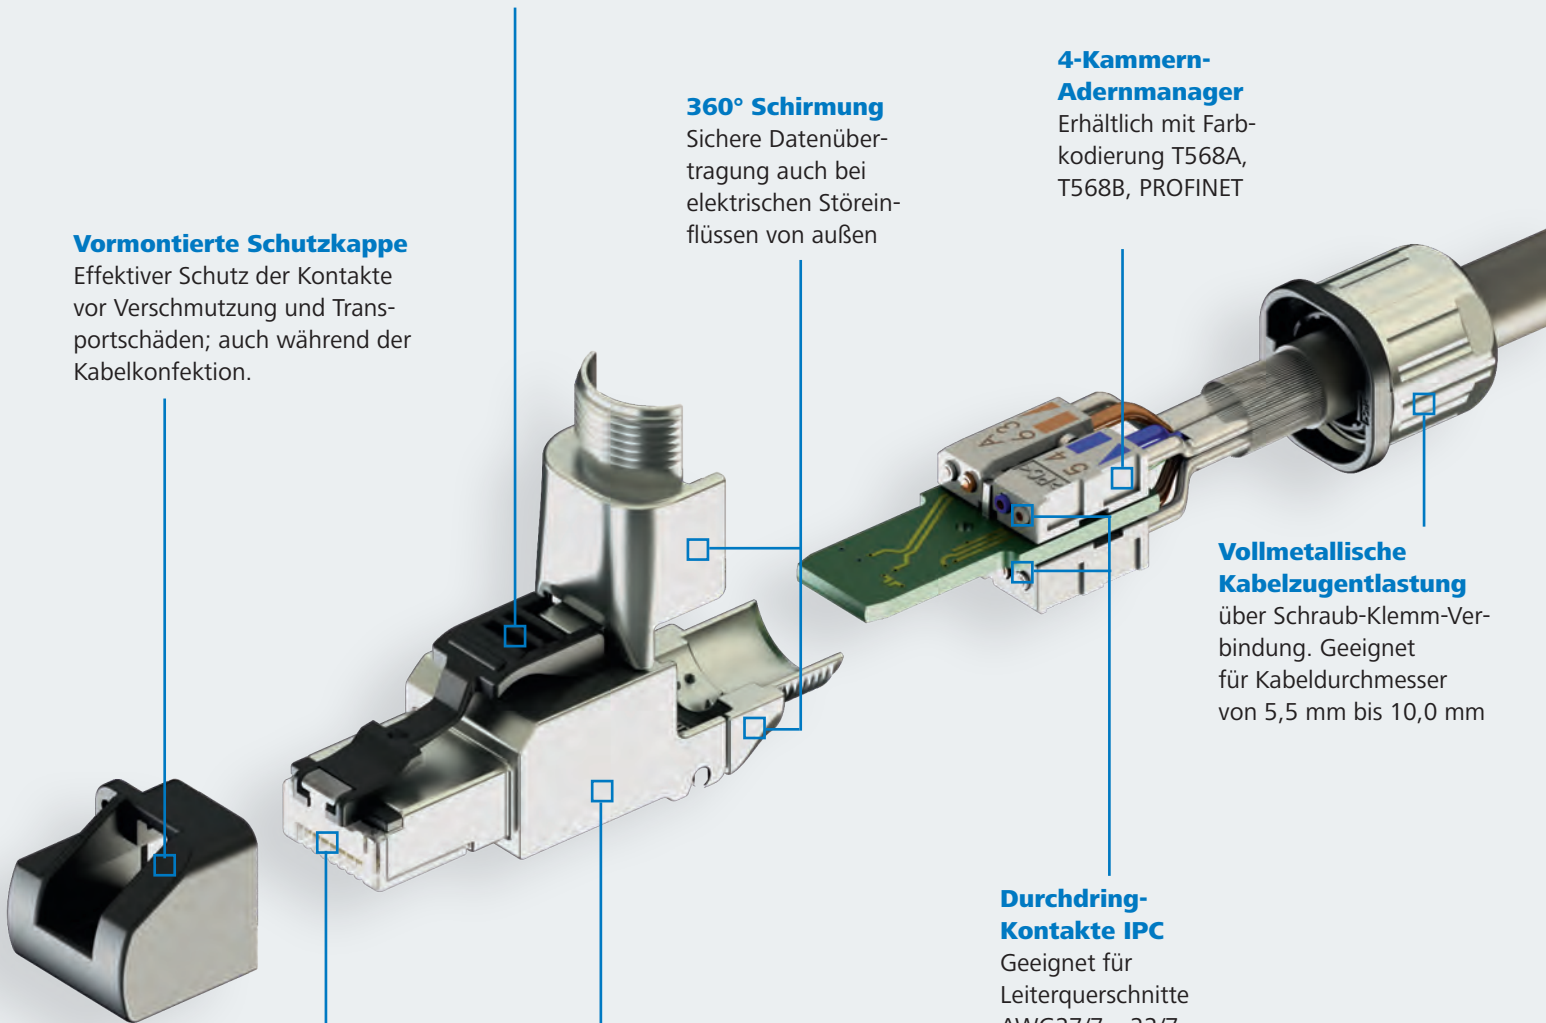 4-Kammern-
Adernmanager
Erhältlich mit Farb-
kodierung T568A,
T568B, PROFINET
360° Schirmung
Sichere Datenüber-
tragung auch bei
elektrischen Störein-
flüssen von außen
Vormontierte Schutzkappe
Effektiver Schutz der Kontakte
vor Verschmutzung und Trans-
portschäden; auch während der
Kabelkonfektion.
A 63
54
Vollmetallische
Kabelzugentlastung
über Schraub-Klemm-Ver-
bindung. Geeignet
für Kabeldurchmesser
von 5,5 mm bis 10,0 mm
Durchdring-
Kontakte IPC
Geeignet für
Leiterquerschnitte